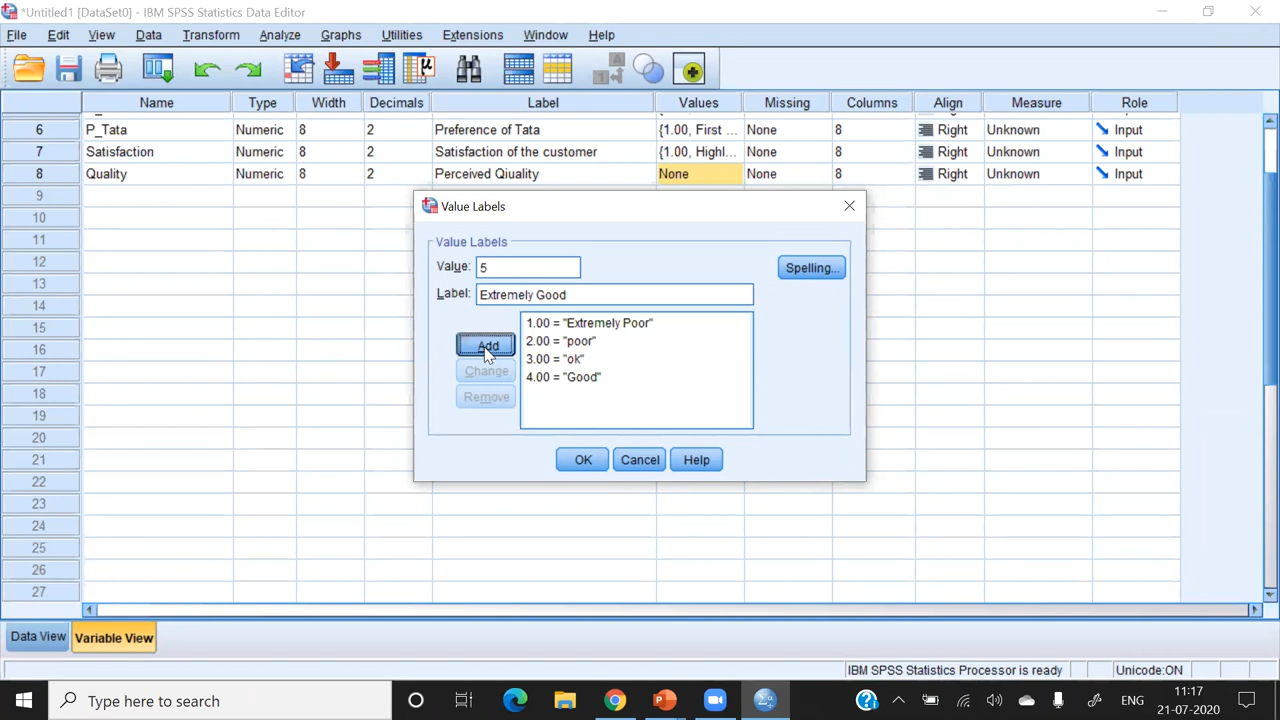 *Untitled1 [DataSet0] - IBM SPSS Statistics Data Editor
File Edit View Data Transform Analyze Graphs Utilities Extensions Window Help
Name Type Width Decimals Label Values Missing Columns Align Measure Role
6 P_Tata Numeric 8 2 Preference of Tata {1.00, First ... None 8 Right Unknown Input
7 Satisfaction Numeric 8 2 Satisfaction of the customer {1.00, Highl... None 8 Right Unknown Input
8 Quality Numeric 8 2 Perceived Qiuality None None 8 Right Unknown Input
9
10
11
12
13
14
15
16
17
18
19
20
21
22
23
24
25
26
27
Value Labels
Value Labels
Value: 5 Spelling...
Label: Extremely Good
1.00 = "Extremely Poor"
2.00 = "poor"
3.00 = "ok"
4.00 = "Good"
Add
Change
Remove
OK Cancel Help
Data View Variable View
IBM SPSS Statistics Processor is ready Unicode:ON
Type here to search
ENG 11:17
21-07-2020